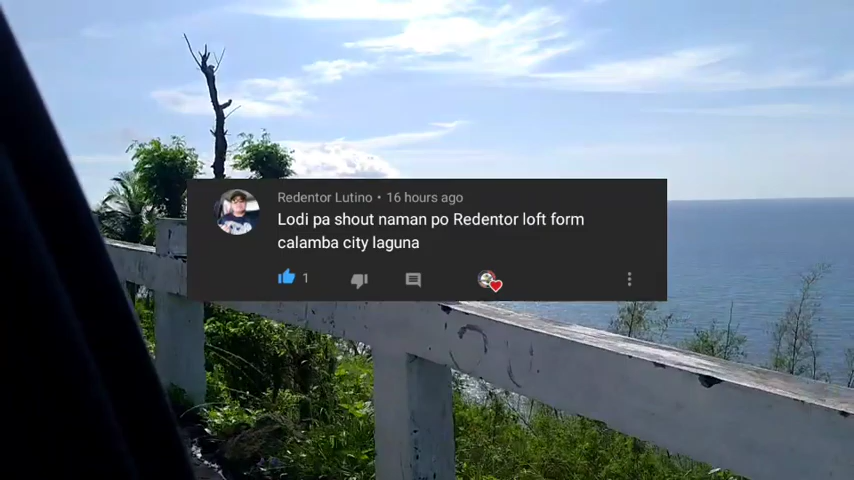 Redentor Lutino • 16 hours ago
Lodi pa shout naman po Redentor loft form
calamba city laguna
1